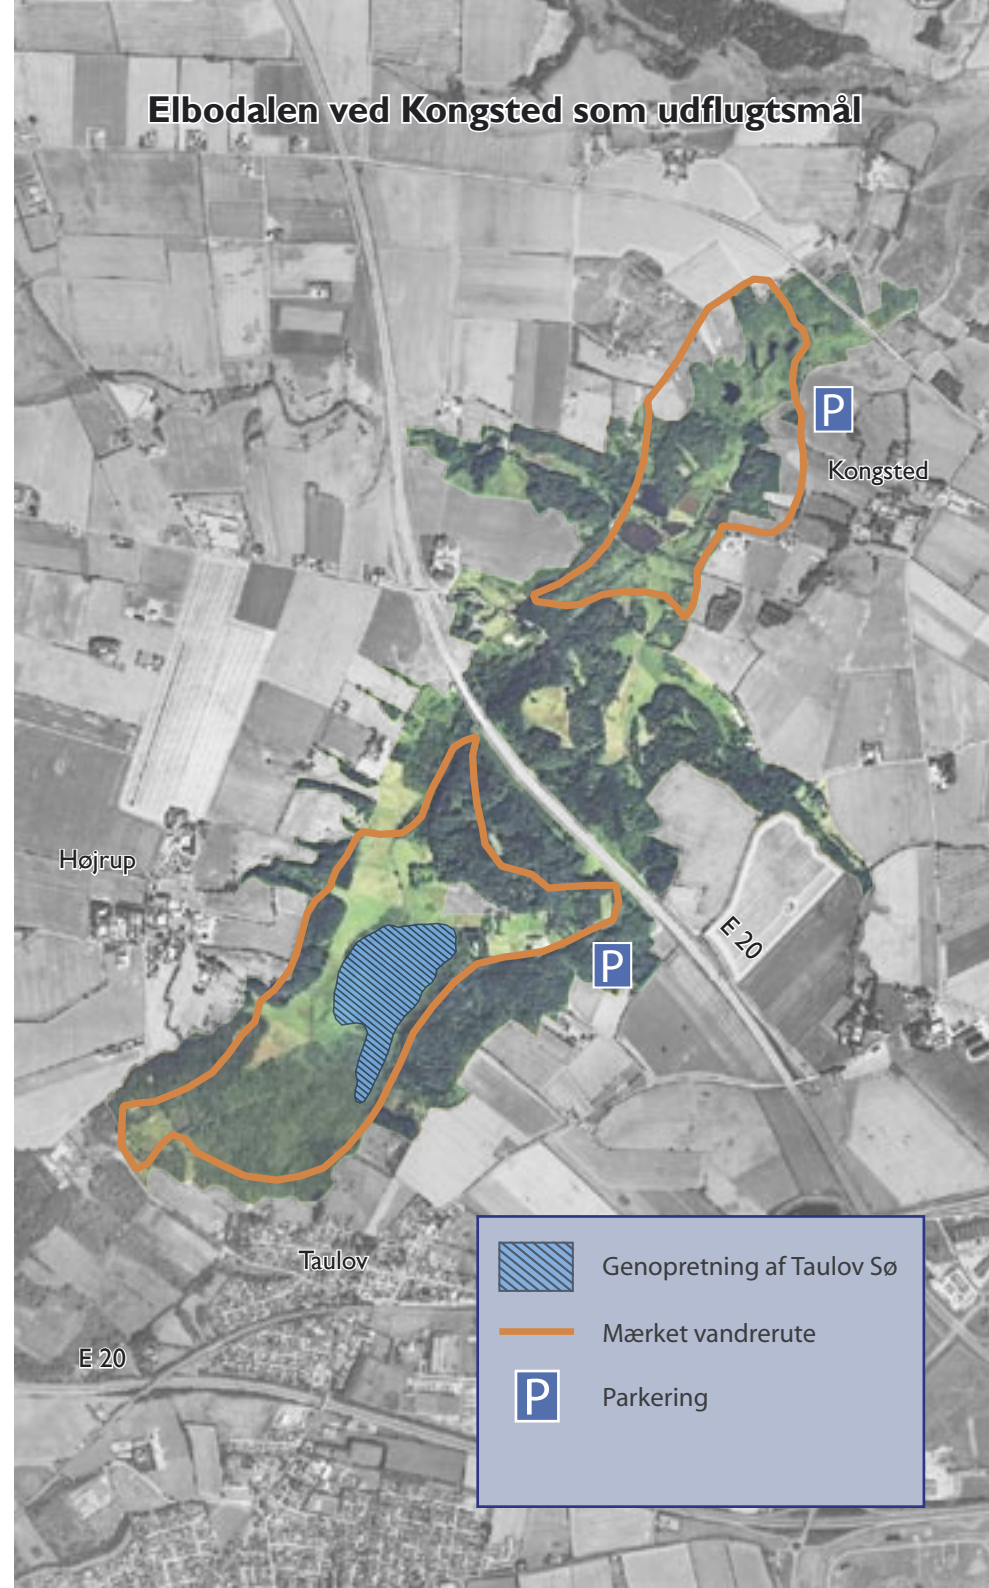 Elbodalen ved Kongsted som udflugtsmål
P
Kongsted
Højrup
E 20
P
Taulov
E 20
Genopretning af Taulov Sø
Mærket vandrerute
P Parkering